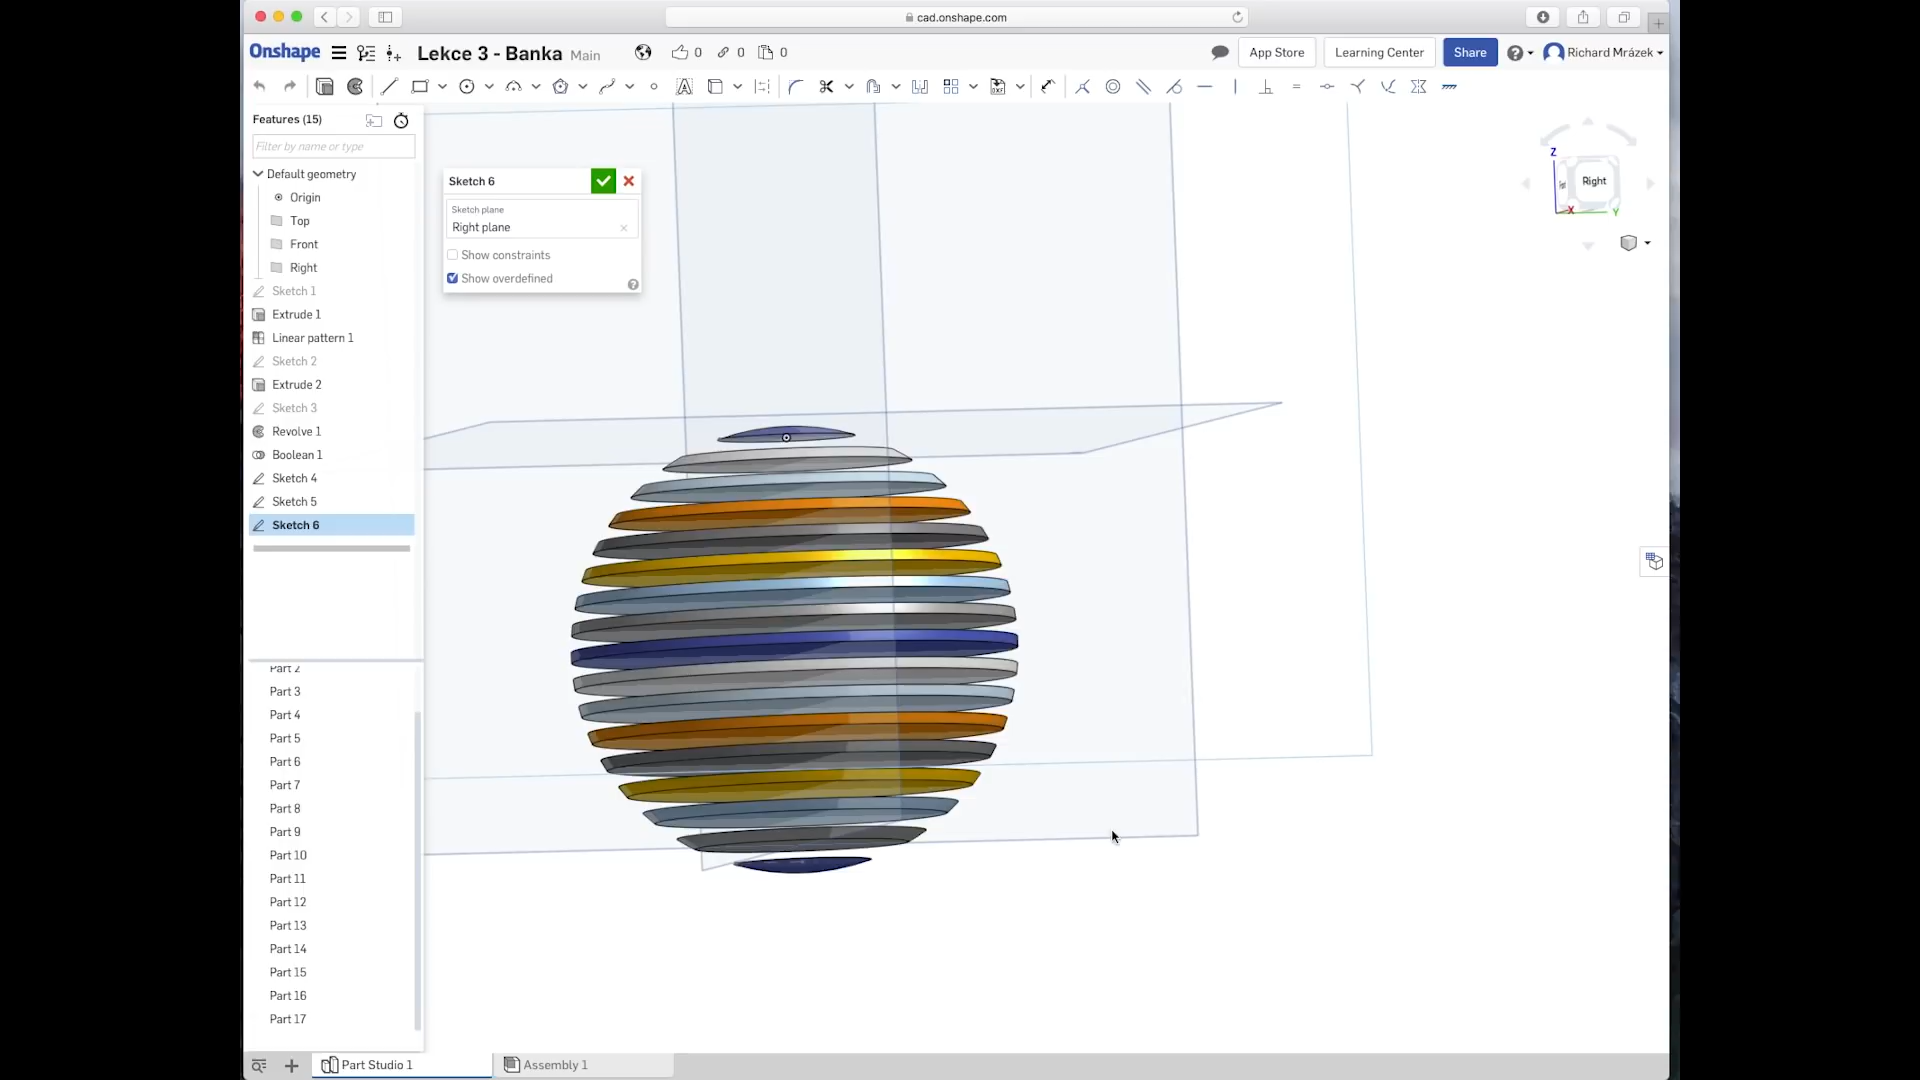 cad.onshape.com
Onshape Lekce 3 - Banka Main 0 0 0 App Store Learning Center Share Richard Mrázek
Features (15)
Filter by name or type
Default geometry
Origin
Top
Front
Right
Sketch 1
Extrude 1
Linear pattern 1
Sketch 2
Extrude 2
Sketch 3
Revolve 1
Boolean 1
Sketch 4
Sketch 5
Sketch 6
Sketch 6
Sketch plane
Right plane
Show constraints
Show overdefined
Z
Right
X
Y
Part 2
Part 3
Part 4
Part 5
Part 6
Part 7
Part 8
Part 9
Part 10
Part 11
Part 12
Part 13
Part 14
Part 15
Part 16
Part 17
Part Studio 1
Assembly 1